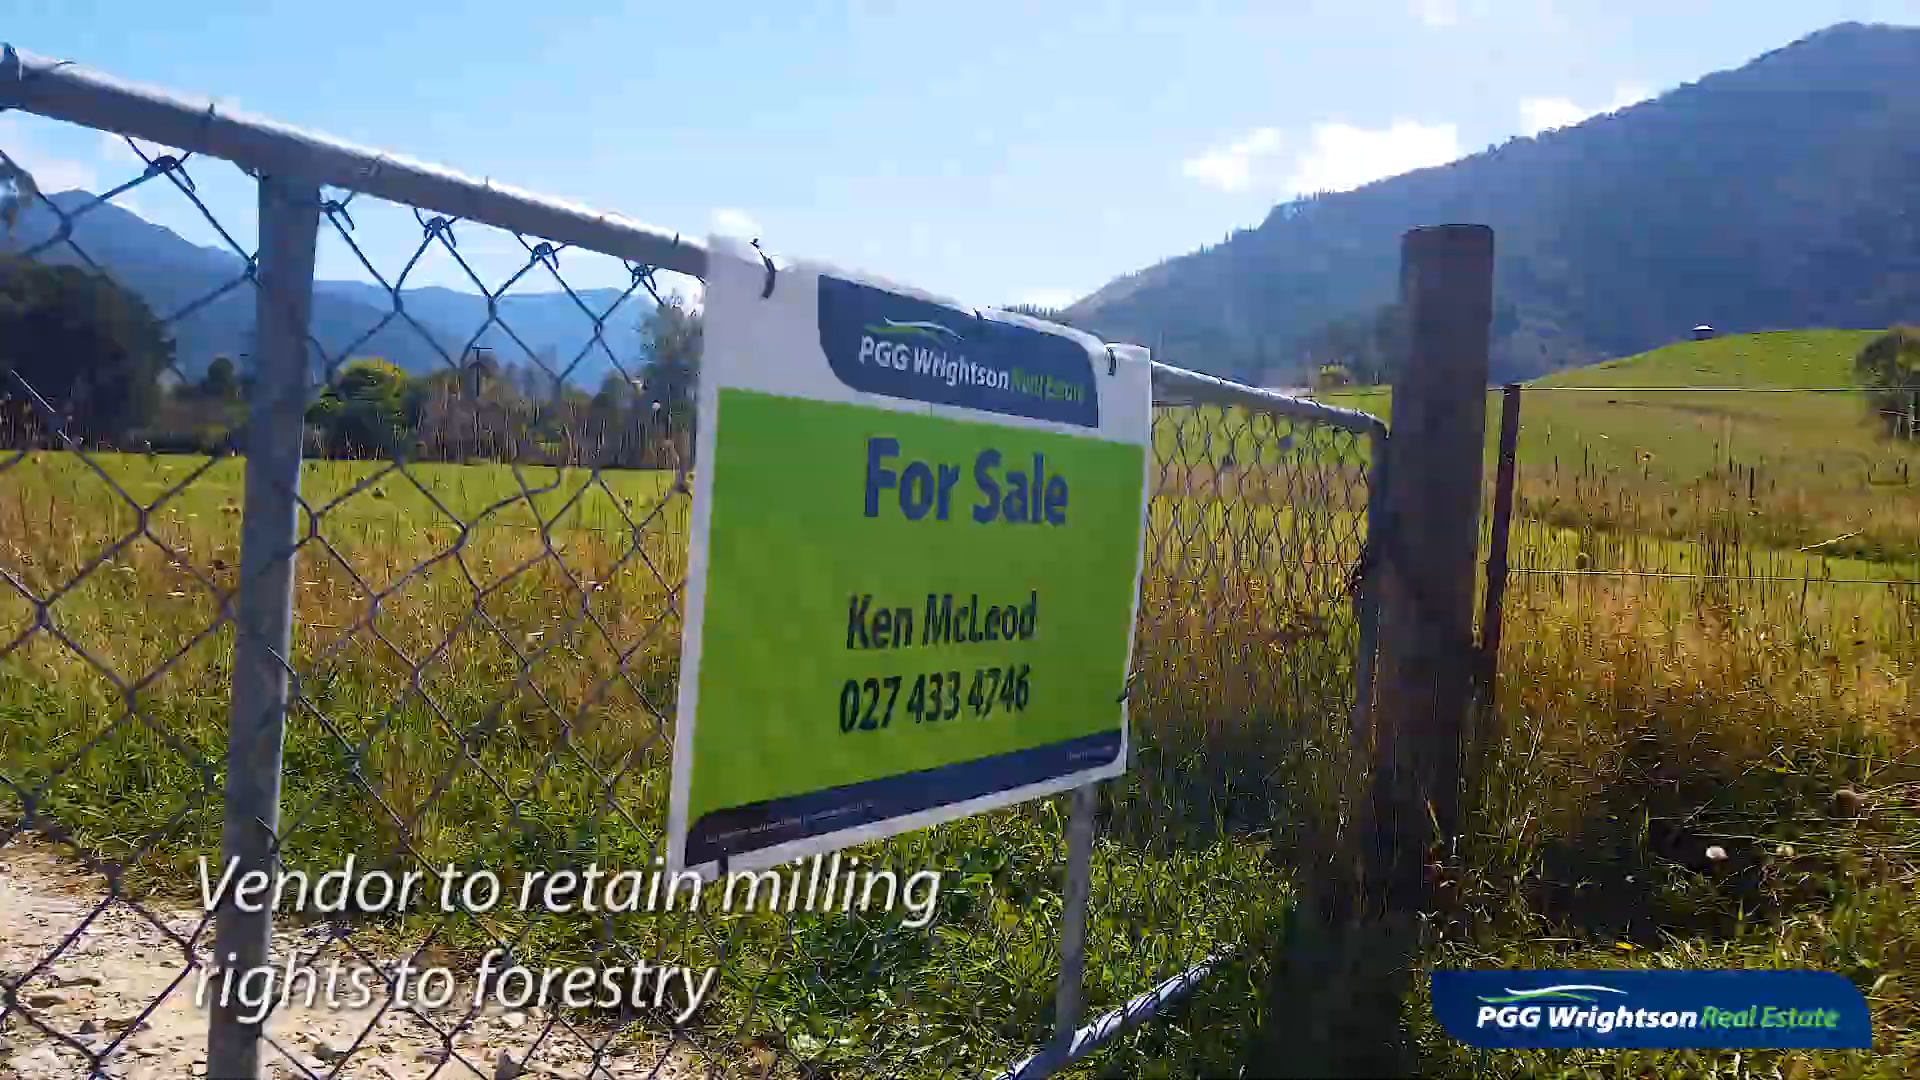 PGG Wrightson Real Estate
For Sale
Ken McLeod
027 433 4746
Vendor to retain milling
rights to forestry
PGG Wrightson Real Estate